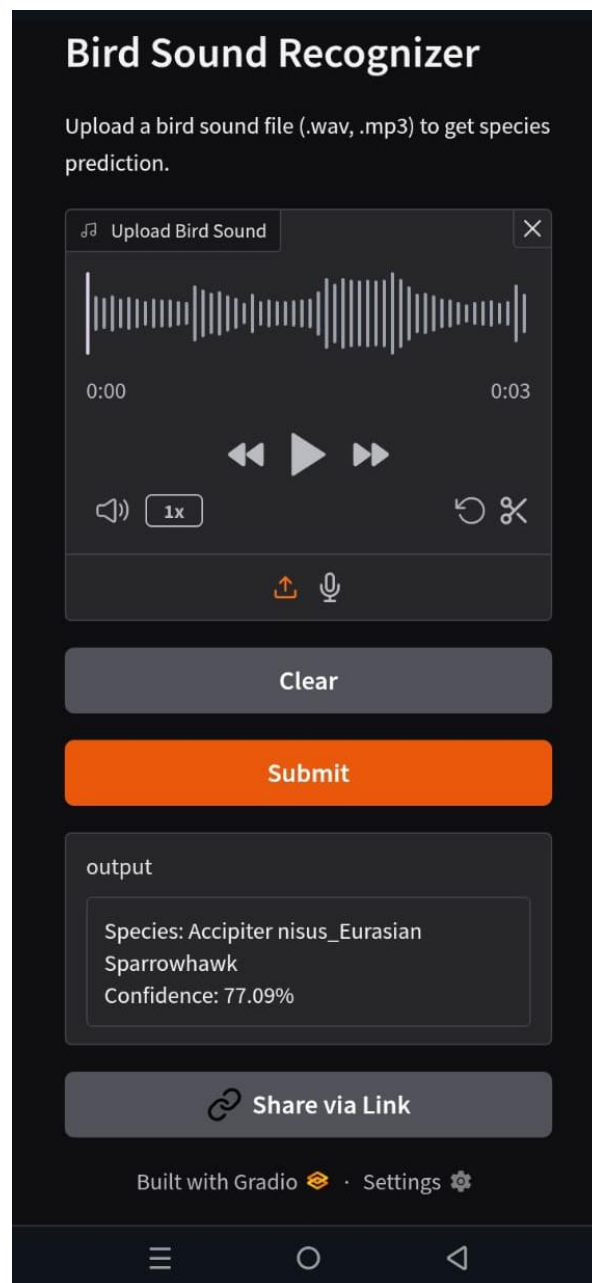 Bird Sound Recognizer
Upload a bird sound file (.wav, .mp3) to get species
prediction.
Upload Bird Sound
0:00 0:03
1x
Clear
Submit
output
Species: Accipiter nisus_Eurasian
Sparrowhawk
Confidence: 77.09%
Share via Link
Built with Gradio · Settings